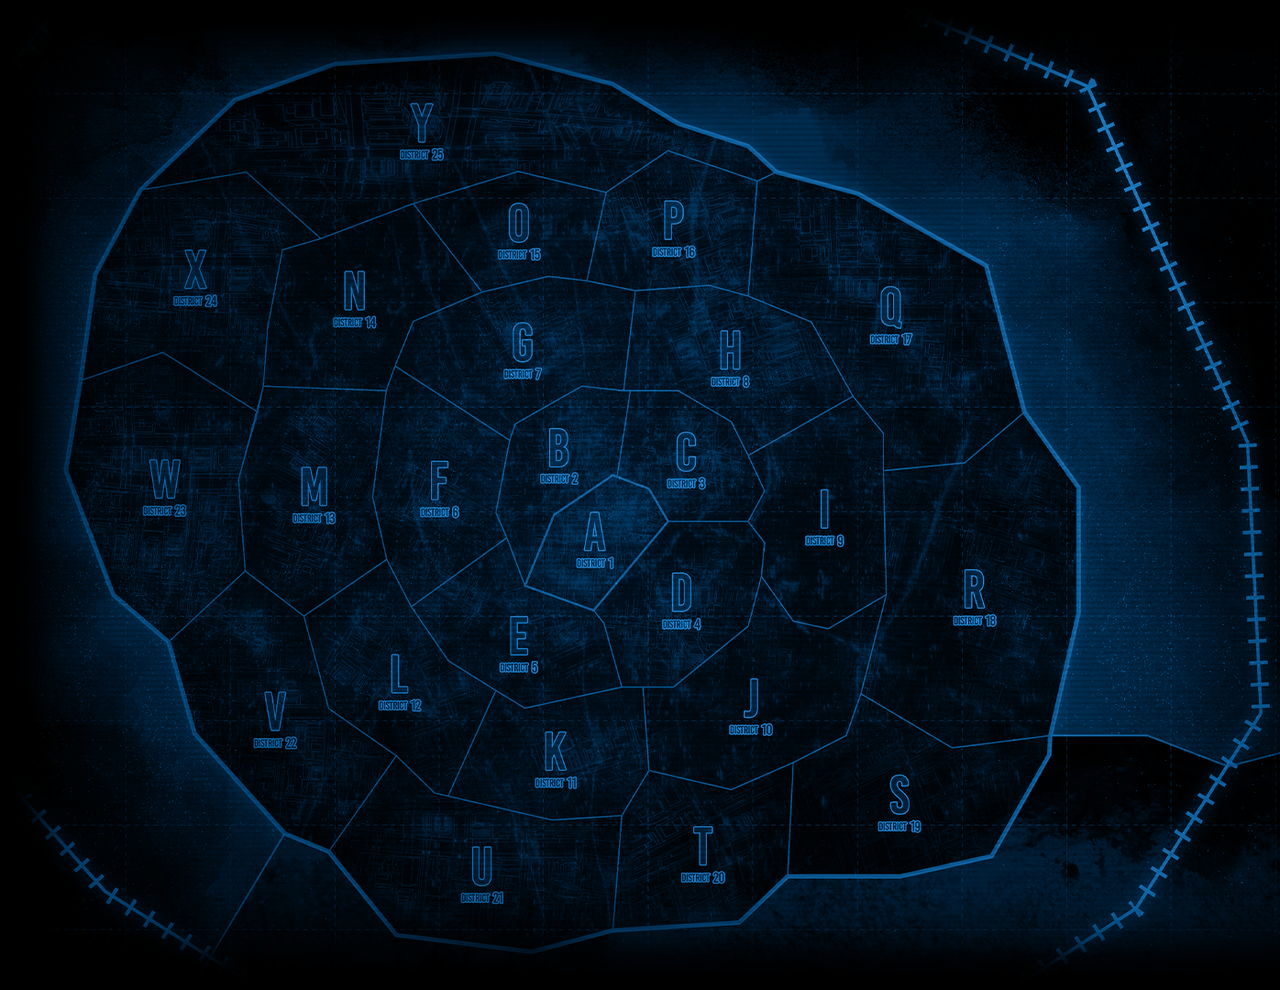 Y
DISTRICT 25
O
DISTRICT 15
P
DISTRICT 16
X
DISTRICT 24
N
DISTRICT 14
Q
DISTRICT 17
G
DISTRICT 7
H
DISTRICT 8
B
DISTRICT 2
C
DISTRICT 3
W
DISTRICT 23
M
DISTRICT 13
F
DISTRICT 6
I
DISTRICT 9
A
DISTRICT 1
D
DISTRICT 4
R
DISTRICT 18
E
DISTRICT 5
L
DISTRICT 12
J
DISTRICT 10
V
DISTRICT 22
K
DISTRICT 11
S
DISTRICT 19
T
DISTRICT 20
U
DISTRICT 21